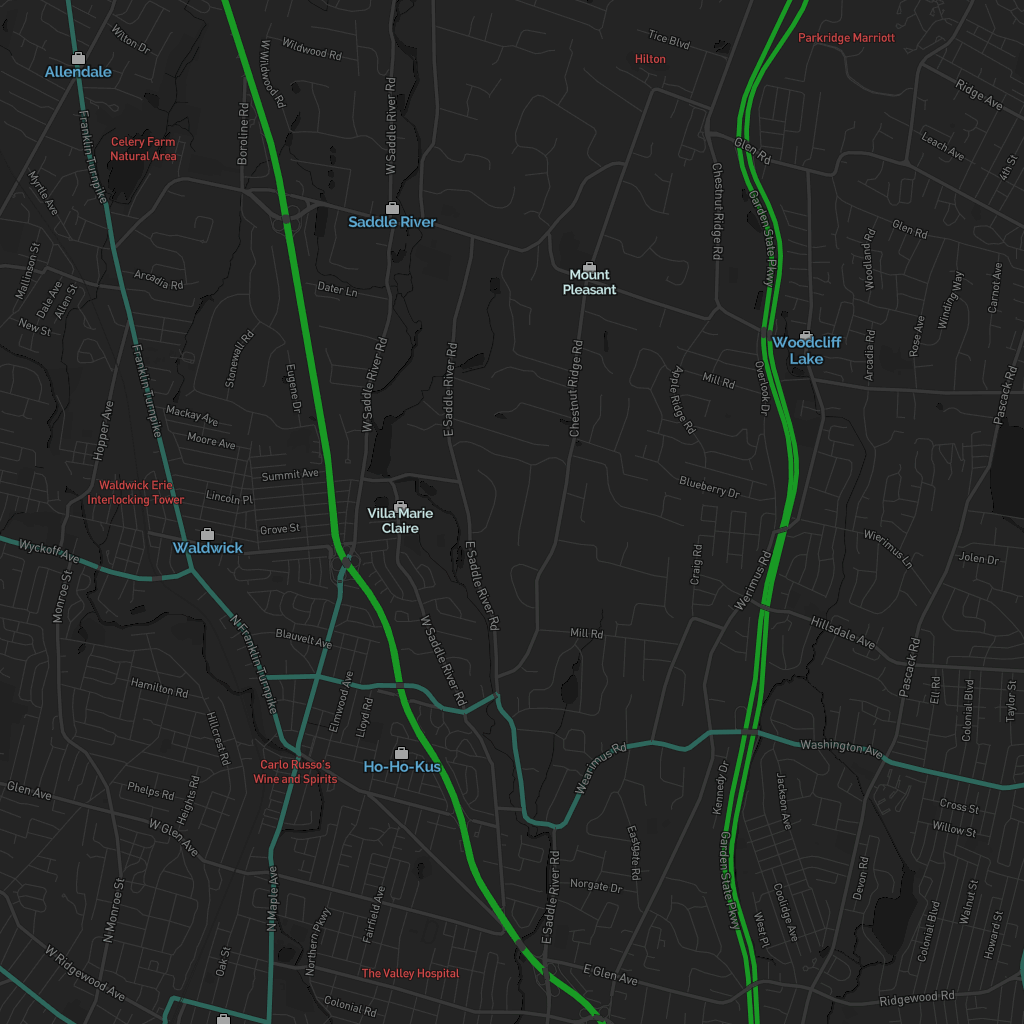 Wilton Dr
W Wildwood Rd
Wildwood Rd
Tice Blvd
Parkridge Marriott
Hilton
Allendale
Ridge Ave
Franklin Turnpike
Boroline Rd
W Saddle River Rd
Celery Farm
Natural Area
Glen Rd
Leach Ave
4th St
Myrtle Ave
Chestnut Ridge Rd
Garden State Pkwy
Saddle River
Glen Rd
Mallinson St
Dale Ave
Allen St
Arcadia Rd
Mount
Pleasant
Woodland Rd
Winding Way
Carnot Ave
Dater Ln
New St
Stonewall Rd
Franklin Turnpike
Eugene Dr
W Saddle River Rd
E Saddle River Rd
Chestnut Ridge Rd
Woodcliff
Lake
Arcadia Rd
Rose Ave
Mill Rd
Apple Ridge Rd
Overlook Dr
Pascack Rd
Hopper Ave
Mackay Ave
Moore Ave
Summit Ave
Waldwick Erie
Interlocking Tower
Lincoln Pl
Blueberry Dr
Villa Marie
Claire
Grove St
Waldwick
Wyckoff Ave
Wierimus Ln
Jolen Dr
E Saddle River Rd
Craig Rd
Werimus Rd
Monroe St
N Franklin Turnpike
Blauvelt Ave
W Saddle River Rd
Mill Rd
Hillsdale Ave
Pascack Rd
Hamilton Rd
Elmwood Ave
Lloyd Rd
Ell Rd
Colonial Blvd
Taylor St
Hillcrest Rd
Wearimus Rd
Washington Ave
Carlo Russo's
Wine and Spirits
Ho-Ho-Kus
Glen Ave
Phelps Rd
Heights Rd
Kennedy Dr
Jackson Ave
Cross St
Willow St
W Glen Ave
Eastgate Rd
Garden State Pkwy
N Monroe St
N Maple Ave
Northern Pkwy
Fairfield Ave
E Saddle River Rd
Norgate Dr
West Pl
Coolidge Ave
Devon Rd
Colonial Blvd
Walnut St
Howard St
W Ridgewood Ave
Oak St
The Valley Hospital
E Glen Ave
Colonial Rd
Ridgewood Rd